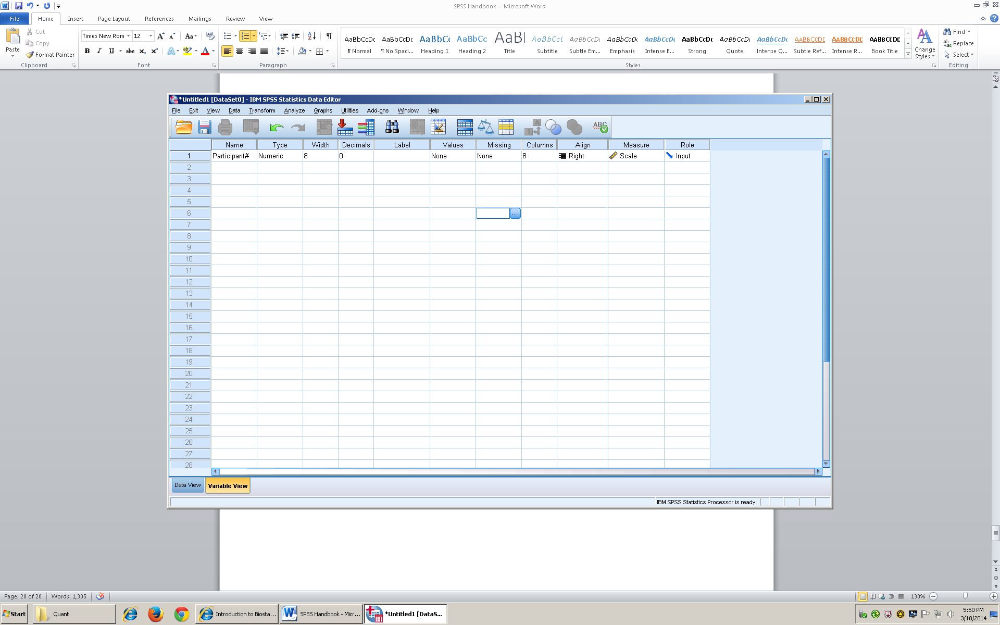 SPSS Handbook - Microsoft Word
File Home Insert Page Layout References Mailings Review View
Paste
Cut
Copy
Format Painter
Clipboard
Times New Rom 12
Font
Paragraph
AaBbCcDc AaBbCcDc AaBbC AaBbCc AaBl AaBbCcl AaBbCcDc AaBbCcDc AaBbCcDc AaBbCcDc AaBbCcDc AaBbCcDc AABBCCDC AABBCCDC AABBCCDC
¶ Normal ¶ No Spaci... Heading 1 Heading 2 Title Subtitle Subtle Em... Emphasis Intense E... Strong Quote Intense Q... Subtle Ref... Intense R... Book Title
Styles
Change Styles
Find
Replace
Select
Editing
*Untitled1 [DataSet0] - IBM SPSS Statistics Data Editor
File Edit View Data Transform Analyze Graphs Utilities Add-ons Window Help
Name Type Width Decimals Label Values Missing Columns Align Measure Role
1 Participant# Numeric 8 0 None None 8 Right Scale Input
2
3
4
5
6 ...
7
8
9
10
11
12
13
14
15
16
17
18
19
20
21
22
23
24
25
26
27
28
Data View Variable View
IBM SPSS Statistics Processor is ready
Page: 20 of 20 Words: 1,305 130%
Start Quant Introduction to Biosta... SPSS Handbook - Micr... *Untitled1 [DataS...
5:50 PM
3/18/2014